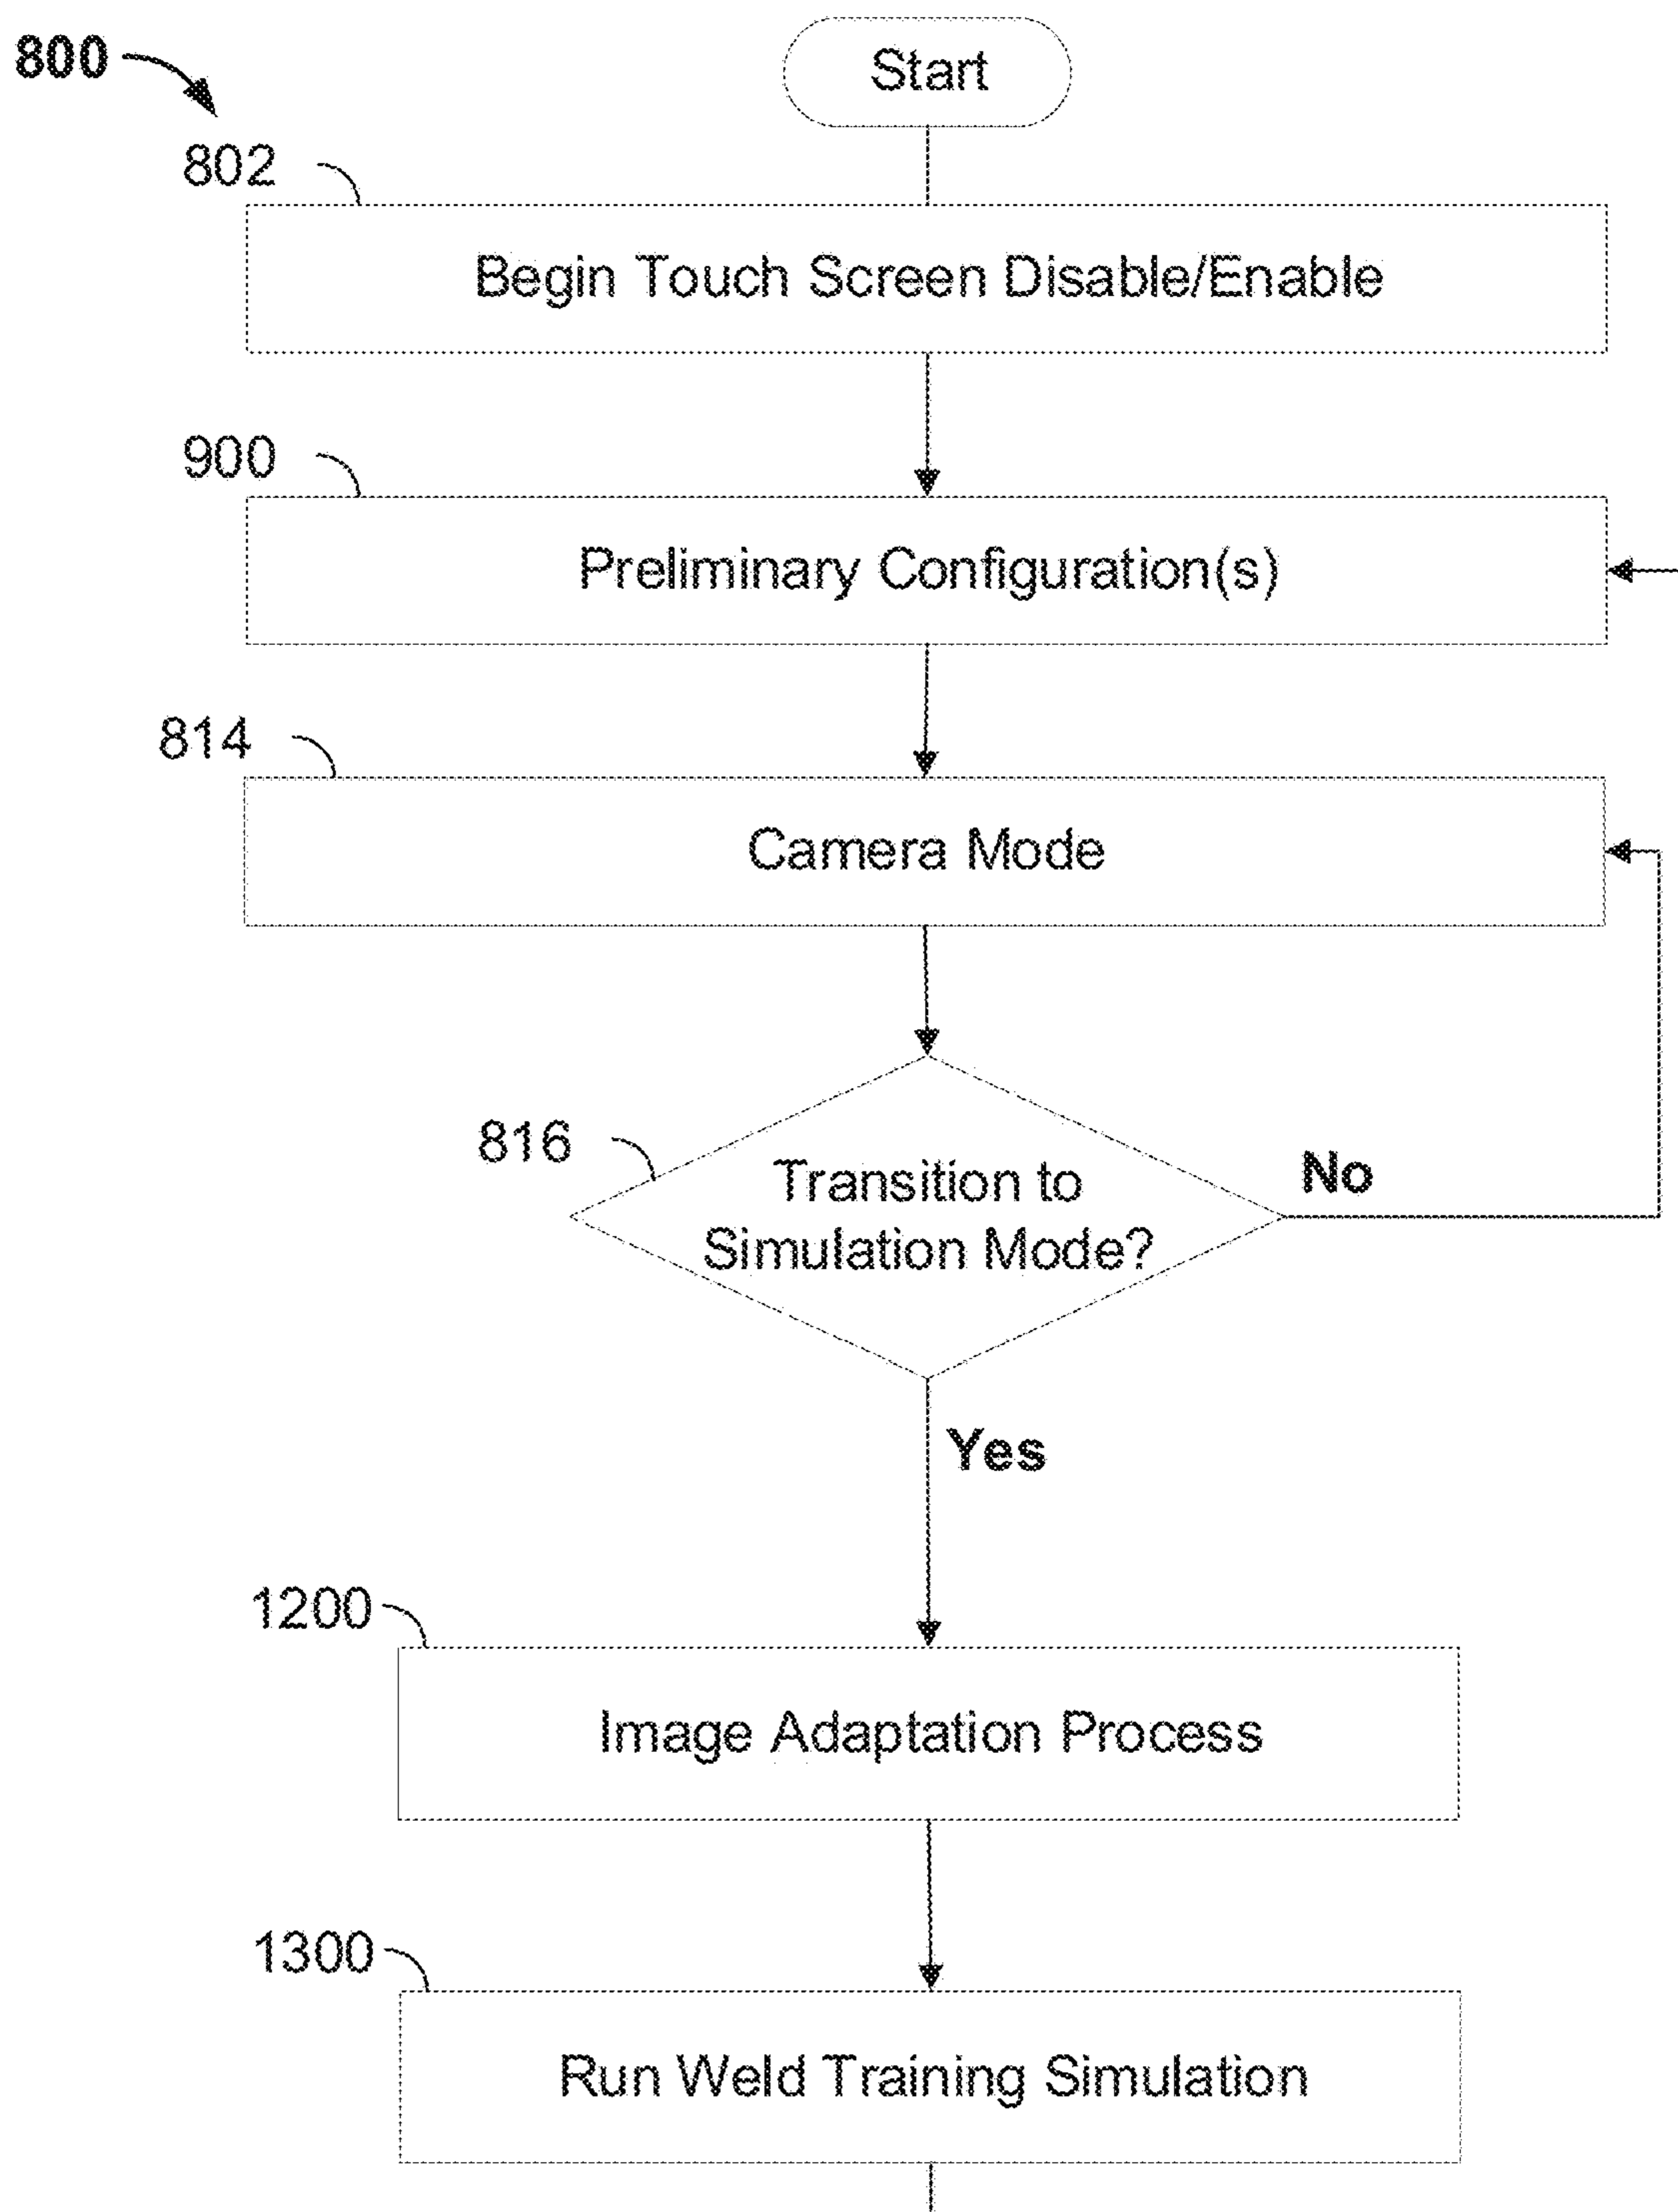 800
Start
802
Begin Touch Screen Disable/Enable
900
Preliminary Configuration(s)
814
Camera Mode
816
Transition to
Simulation Mode?
No
Yes
1200
Image Adaptation Process
1300
Run Weld Training Simulation